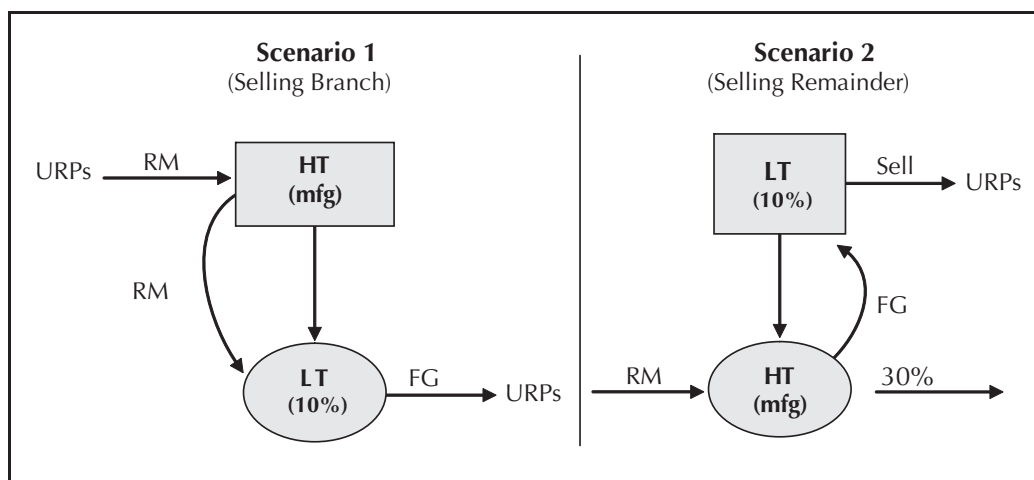 Scenario 1
(Selling Branch)
URPs
RM
HT
(mfg)
RM
LT
(10%)
FG
URPs
Scenario 2
(Selling Remainder)
LT
(10%)
Sell
URPs
FG
RM
HT
(mfg)
30%